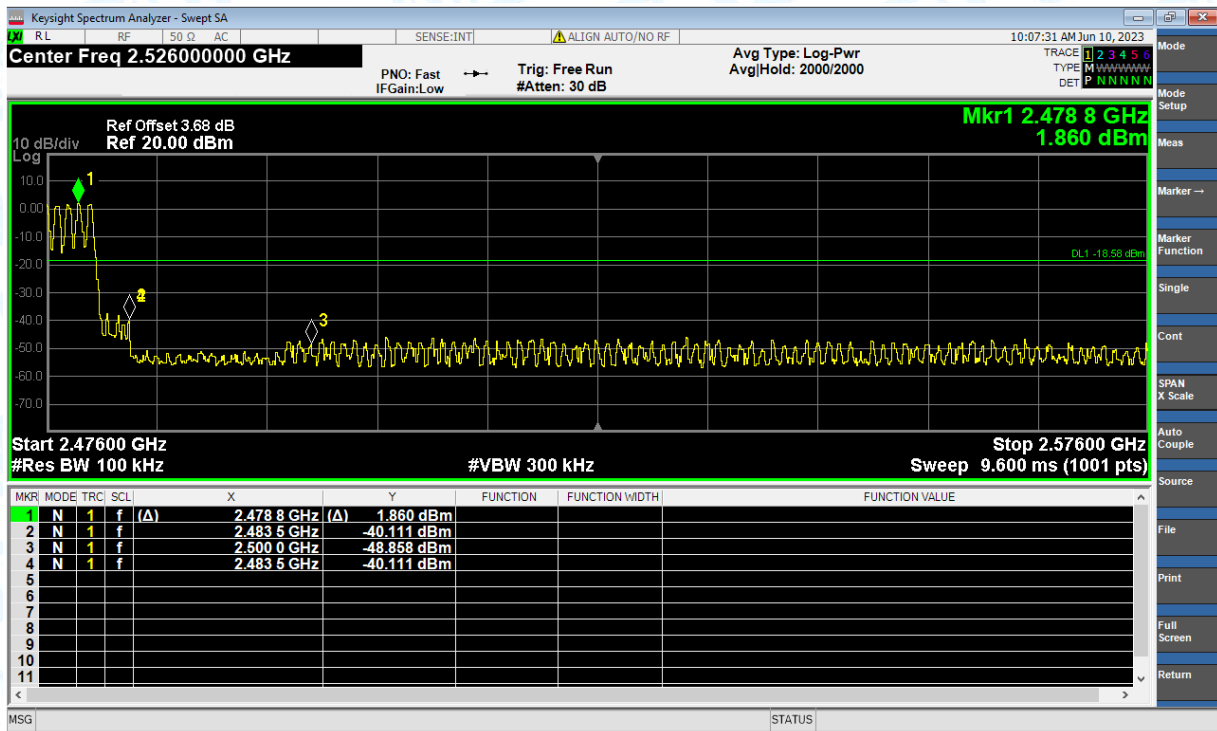 Keysight Spectrum Analyzer - Swept SA
LXI RL RF 50 Ω AC SENSE:INT ALIGN AUTO/NO RF 10:07:31 AM Jun 10, 2023
Center Freq 2.526000000 GHz
PNO: Fast
IFGain:Low
Trig: Free Run
#Atten: 30 dB
Avg Type: Log-Pwr
Avg|Hold: 2000/2000
TRACE 1 2 3 4 5 6
TYPE M WWWWW
DET P N N N N N
Ref Offset 3.68 dB
10 dB/div Ref 20.00 dBm
Log
Mkr1 2.478 8 GHz
1.860 dBm
10.0
0.00
-10.0
-20.0
-30.0
-40.0
-50.0
-60.0
-70.0
1
3
DL1 -18.58 dBm
Start 2.47600 GHz Stop 2.57600 GHz
#Res BW 100 kHz #VBW 300 kHz Sweep 9.600 ms (1001 pts)
MKR MODE TRC SCL X Y FUNCTION FUNCTION WIDTH FUNCTION VALUE
1 N 1 f (Δ) 2.478 8 GHz (Δ) 1.860 dBm
2 N 1 f 2.483 5 GHz -40.111 dBm
3 N 1 f 2.500 0 GHz -48.858 dBm
4 N 1 f 2.483 5 GHz -40.111 dBm
5
6
7
8
9
10
11
MSG STATUS
Mode
Mode
Setup
Meas
Marker →
Marker
Function
Single
Cont
SPAN
X Scale
Auto
Couple
Source
File
Print
Full
Screen
Return